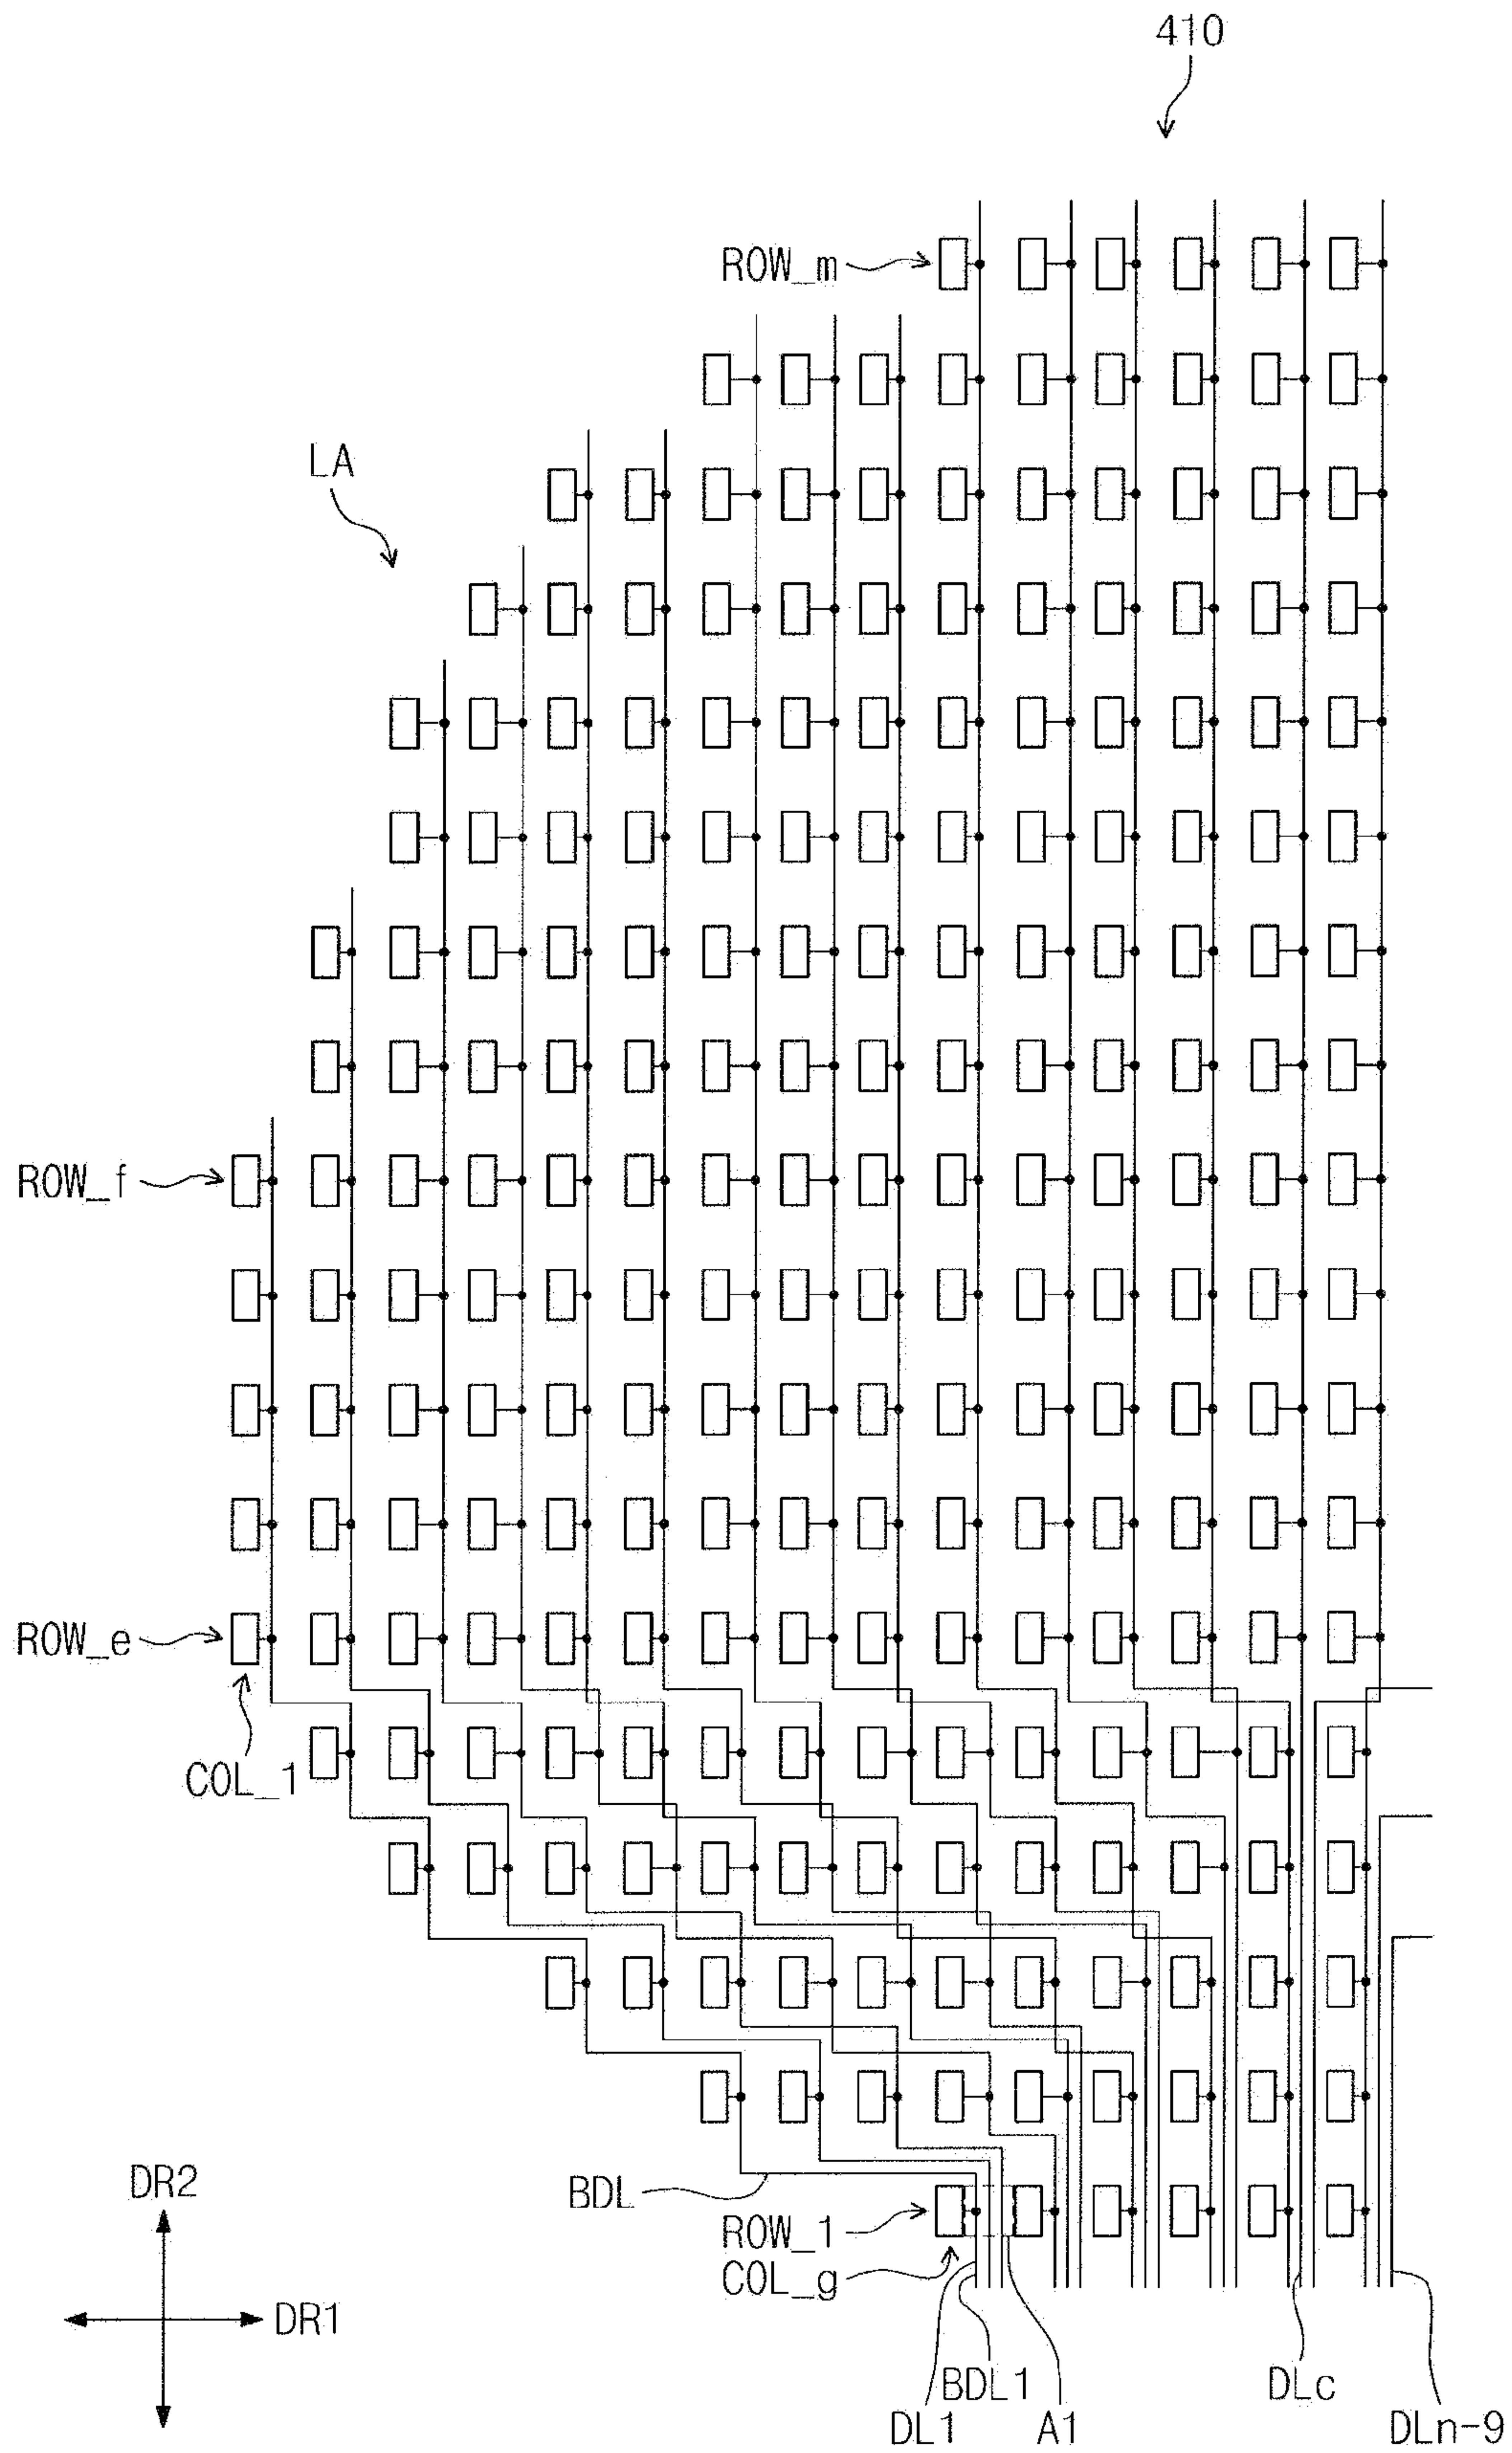 410
ROW_m
LA
ROW_f
ROW_e
COL_1
DR2
BDL
ROW_1
COL_g
DR1
BDL1
DLc
DL1
A1
DLn-9